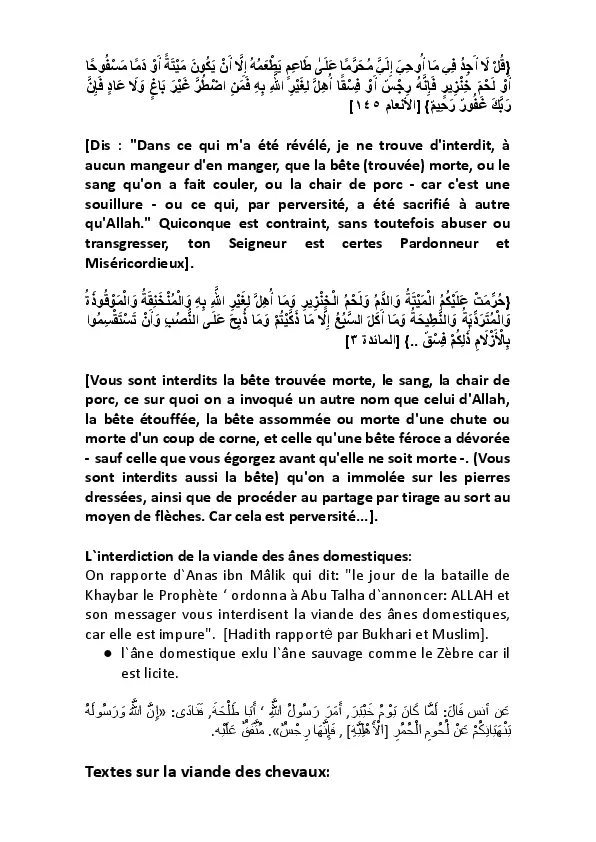 {قُلْ لَا أَجِدُ فِي مَا أُوحِيَ إِلَيَّ مُحَرَّمًا عَلَىٰ طَاعِمٍ يَطْعَمُهُ إِلَّا أَنْ يَكُونَ مَيْتَةً أَوْ دَمًا مَسْفُوحًا
أَوْ لَحْمَ خِنْزِيرٍ فَإِنَّهُ رِجْسٌ أَوْ فِسْقًا أُهِلَّ لِغَيْرِ اللَّهِ بِهِ فَمَنِ اضْطُرَّ غَيْرَ بَاغٍ وَلَا عَادٍ فَإِنَّ
رَبَّكَ غَفُورٌ رَحِيمٌ} [الأنعام ١٤٥]
[Dis : "Dans ce qui m'a été révélé, je ne trouve d'interdit, à
aucun mangeur d'en manger, que la bête (trouvée) morte, ou le
sang qu'on a fait couler, ou la chair de porc - car c'est une
souillure - ou ce qui, par perversité, a été sacrifié à autre
qu'Allah." Quiconque est contraint, sans toutefois abuser ou
transgresser, ton Seigneur est certes Pardonneur et
Miséricordieux].
{حُرِّمَتْ عَلَيْكُمُ الْمَيْتَةُ وَالدَّمُ وَلَحْمُ الْخِنْزِيرِ وَمَا أُهِلَّ لِغَيْرِ اللَّهِ بِهِ وَالْمُنْخَنِقَةُ وَالْمَوْقُوذَةُ
وَالْمُتَرَدِّيَةُ وَالنَّطِيحَةُ وَمَا أَكَلَ السَّبُعُ إِلَّا مَا ذَكَّيْتُمْ وَمَا ذُبِحَ عَلَى النُّصُبِ وَأَنْ تَسْتَقْسِمُوا
بِالْأَزْلَامِ ذَلِكُمْ فِسْقٌ ..} [المائدة ٣]
[Vous sont interdits la bête trouvée morte, le sang, la chair de
porc, ce sur quoi on a invoqué un autre nom que celui d'Allah,
la bête étouffée, la bête assommée ou morte d'une chute ou
morte d'un coup de corne, et celle qu'une bête féroce a dévorée
- sauf celle que vous égorgez avant qu'elle ne soit morte -. (Vous
sont interdits aussi la bête) qu'on a immolée sur les pierres
dressées, ainsi que de procéder au partage par tirage au sort au
moyen de flèches. Car cela est perversité...].
L`interdiction de la viande des ânes domestiques:
On rapporte d`Anas ibn Mâlik qui dit: "le jour de la bataille de
Khaybar le Prophète ‘ ordonna à Abu Talha d`annoncer: ALLAH et
son messager vous interdisent la viande des ânes domestiques,
car elle est impure". [Hadith rapporté par Bukhari et Muslim].
● l`âne domestique exlu l`âne sauvage comme le Zèbre car il
est licite.
عَن أنس قَالَ: لَمَّا كَانَ يَوْمُ خَيْبَرَ , أَمَرَ رَسُولُ اللَّهِ ‘ أَبَا طَلْحَةَ, فَنَادَى: «إِنَّ اللَّهَ وَرَسُولَهُ
يَنْهَيَانِكُمْ عَنْ لُحُومِ الْحُمُرِ [الْأَهْلِيَّةِ] , فَإِنَّهَا رِجْسٌ». مُتَّفَقٌ عَلَيْهِ.
Textes sur la viande des chevaux: